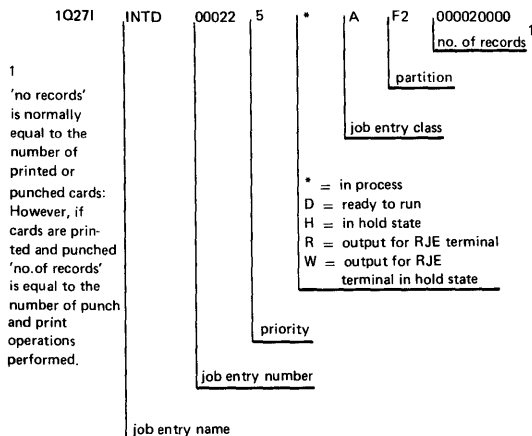 1Q27I INTD 00022 5 * A F2 000020000
no. of records 1
partition
job entry class
1
'no records'
is normally
equal to the
number of
printed or
punched cards:
However, if
cards are prin-
ted and punched
'no.of records'
is equal to the
number of punch
and print
operations
performed.
* = in process
D = ready to run
H = in hold state
R = output for RJE terminal
W = output for RJE
terminal in hold state
priority
job entry number
job entry name